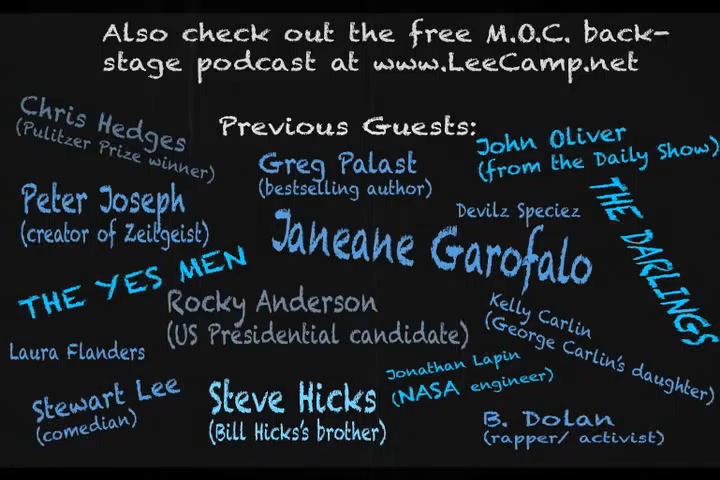 Also check out the free M.O.C. back-
stage podcast at www.LeeCamp.net
Previous Guests:
Chris Hedges
(Pulitzer Prize winner)
Greg Palast
(bestselling author)
John Oliver
(from the Daily Show)
Peter Joseph
(creator of Zeitgeist)
Janeane Garofalo
Devilz Speciez
THE DARLINGS
THE YES MEN
Rocky Anderson
(US Presidential candidate)
Kelly Carlin
(George Carlin's daughter)
Laura Flanders
Jonathan Lapin
(NASA engineer)
Stewart Lee
(comedian)
Steve Hicks
(Bill Hicks's brother)
B. Dolan
(rapper/ activist)